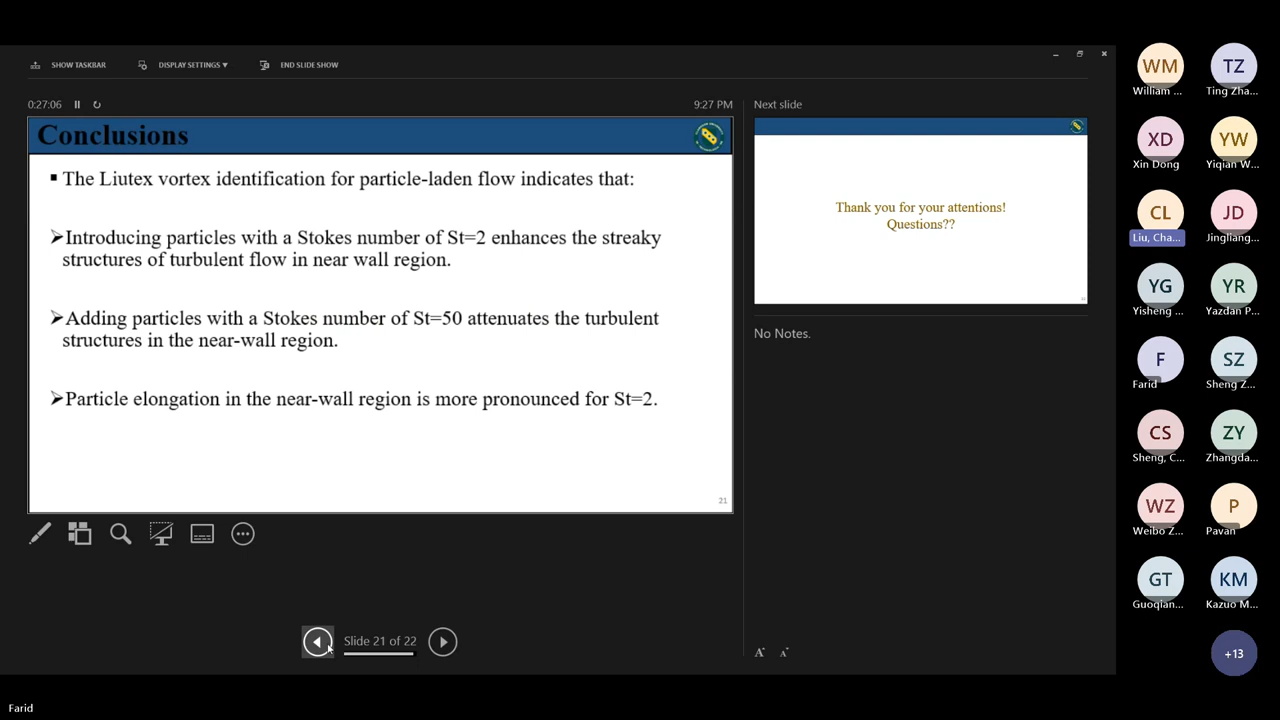 SHOW TASKBAR
DISPLAY SETTINGS ▼
END SLIDE SHOW
0:27:06
9:27 PM
Next slide
Conclusions
▪ The Liutex vortex identification for particle-laden flow indicates that:
➢Introducing particles with a Stokes number of St=2 enhances the streaky
structures of turbulent flow in near wall region.
➢Adding particles with a Stokes number of St=50 attenuates the turbulent
structures in the near-wall region.
➢Particle elongation in the near-wall region is more pronounced for St=2.
21
Thank you for your attentions!
Questions??
No Notes.
Slide 21 of 22
A
A
WM
William ...
TZ
Ting Zha...
XD
Xin Dong
YW
Yiqian W...
CL
Liu, Cha...
JD
Jingliang...
YG
Yisheng ...
YR
Yazdan P...
F
Farid
SZ
Sheng Z...
CS
Sheng, C...
ZY
Zhangda...
WZ
Weibo Z...
P
Pavan
GT
Guoqian...
KM
Kazuo M...
+13
Farid